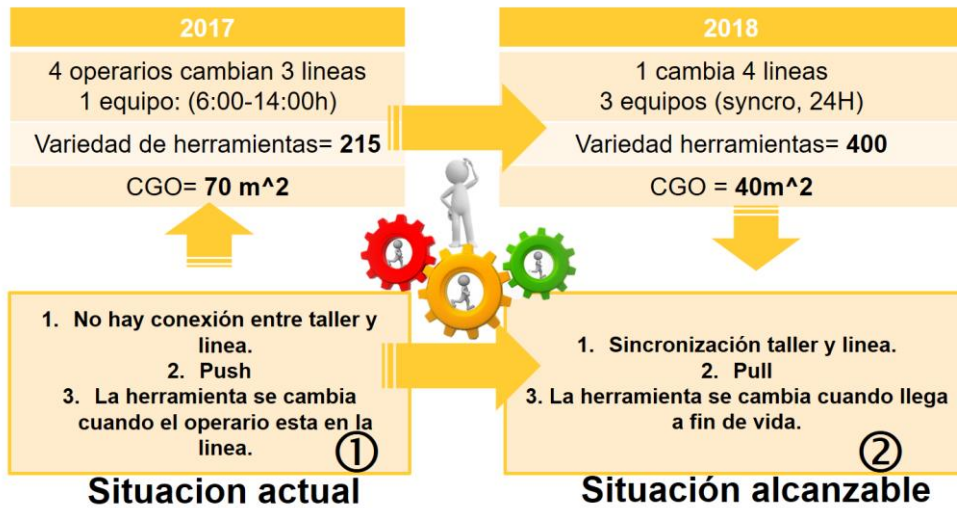 2017
4 operarios cambian 3 lineas
1 equipo: (6:00-14:00h)
Variedad de herramientas= 215
CGO= 70 m^2
2018
1 cambia 4 lineas
3 equipos (syncro, 24H)
Variedad herramientas= 400
CGO = 40m^2
1. No hay conexión entre taller y
linea.
2. Push
3. La herramienta se cambia
cuando el operario esta en la
linea.
①
Situacion actual
1. Sincronización taller y linea.
2. Pull
3. La herramienta se cambia cuando llega
a fin de vida.
②
Situación alcanzable